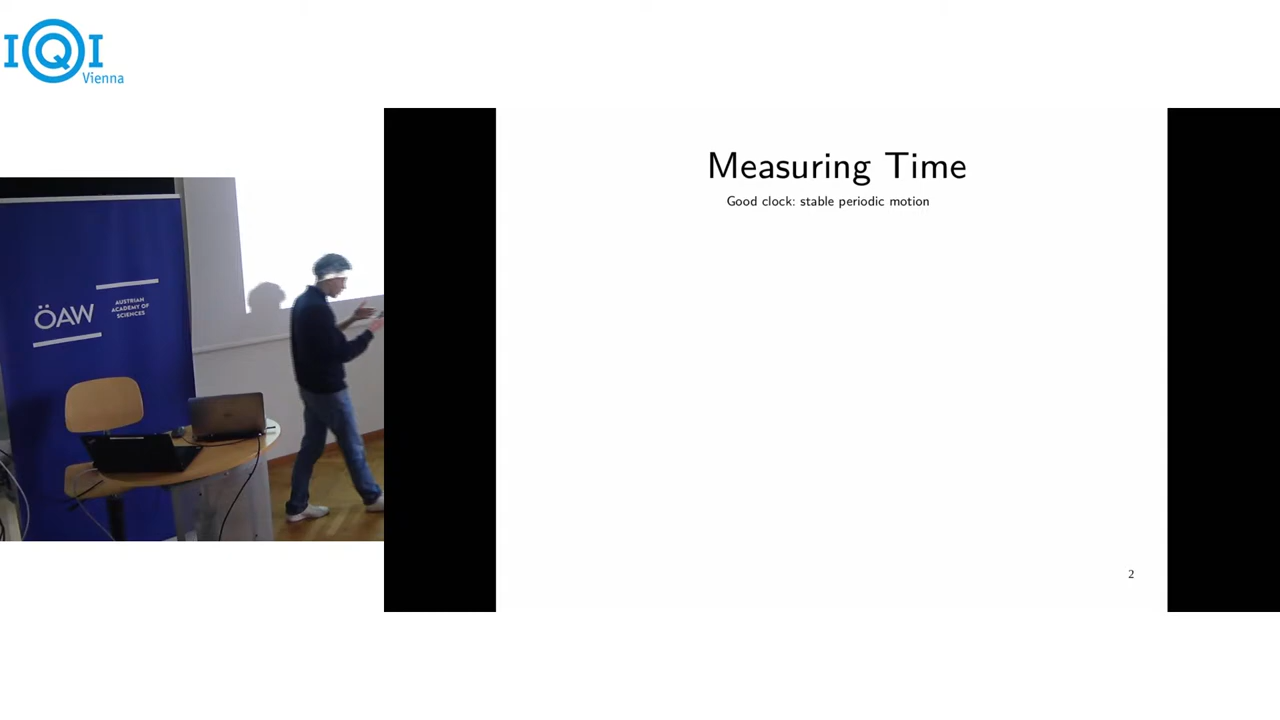 IQI
Vienna
Measuring Time
Good clock: stable periodic motion
ÖAW
AUSTRIAN
ACADEMY OF
SCIENCES
2